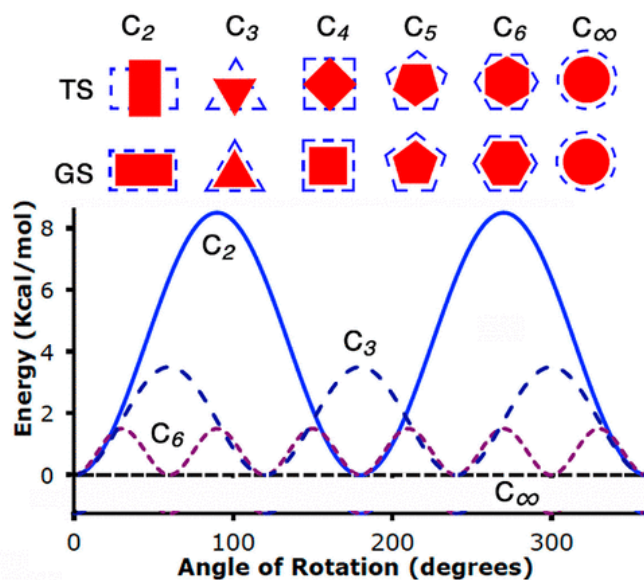 C2 C3 C4 C5 C6 C∞
TS
GS
8
6
4
2
0
Energy (Kcal/mol)
C2
C3
C6
C∞
0 100 200 300
Angle of Rotation (degrees)